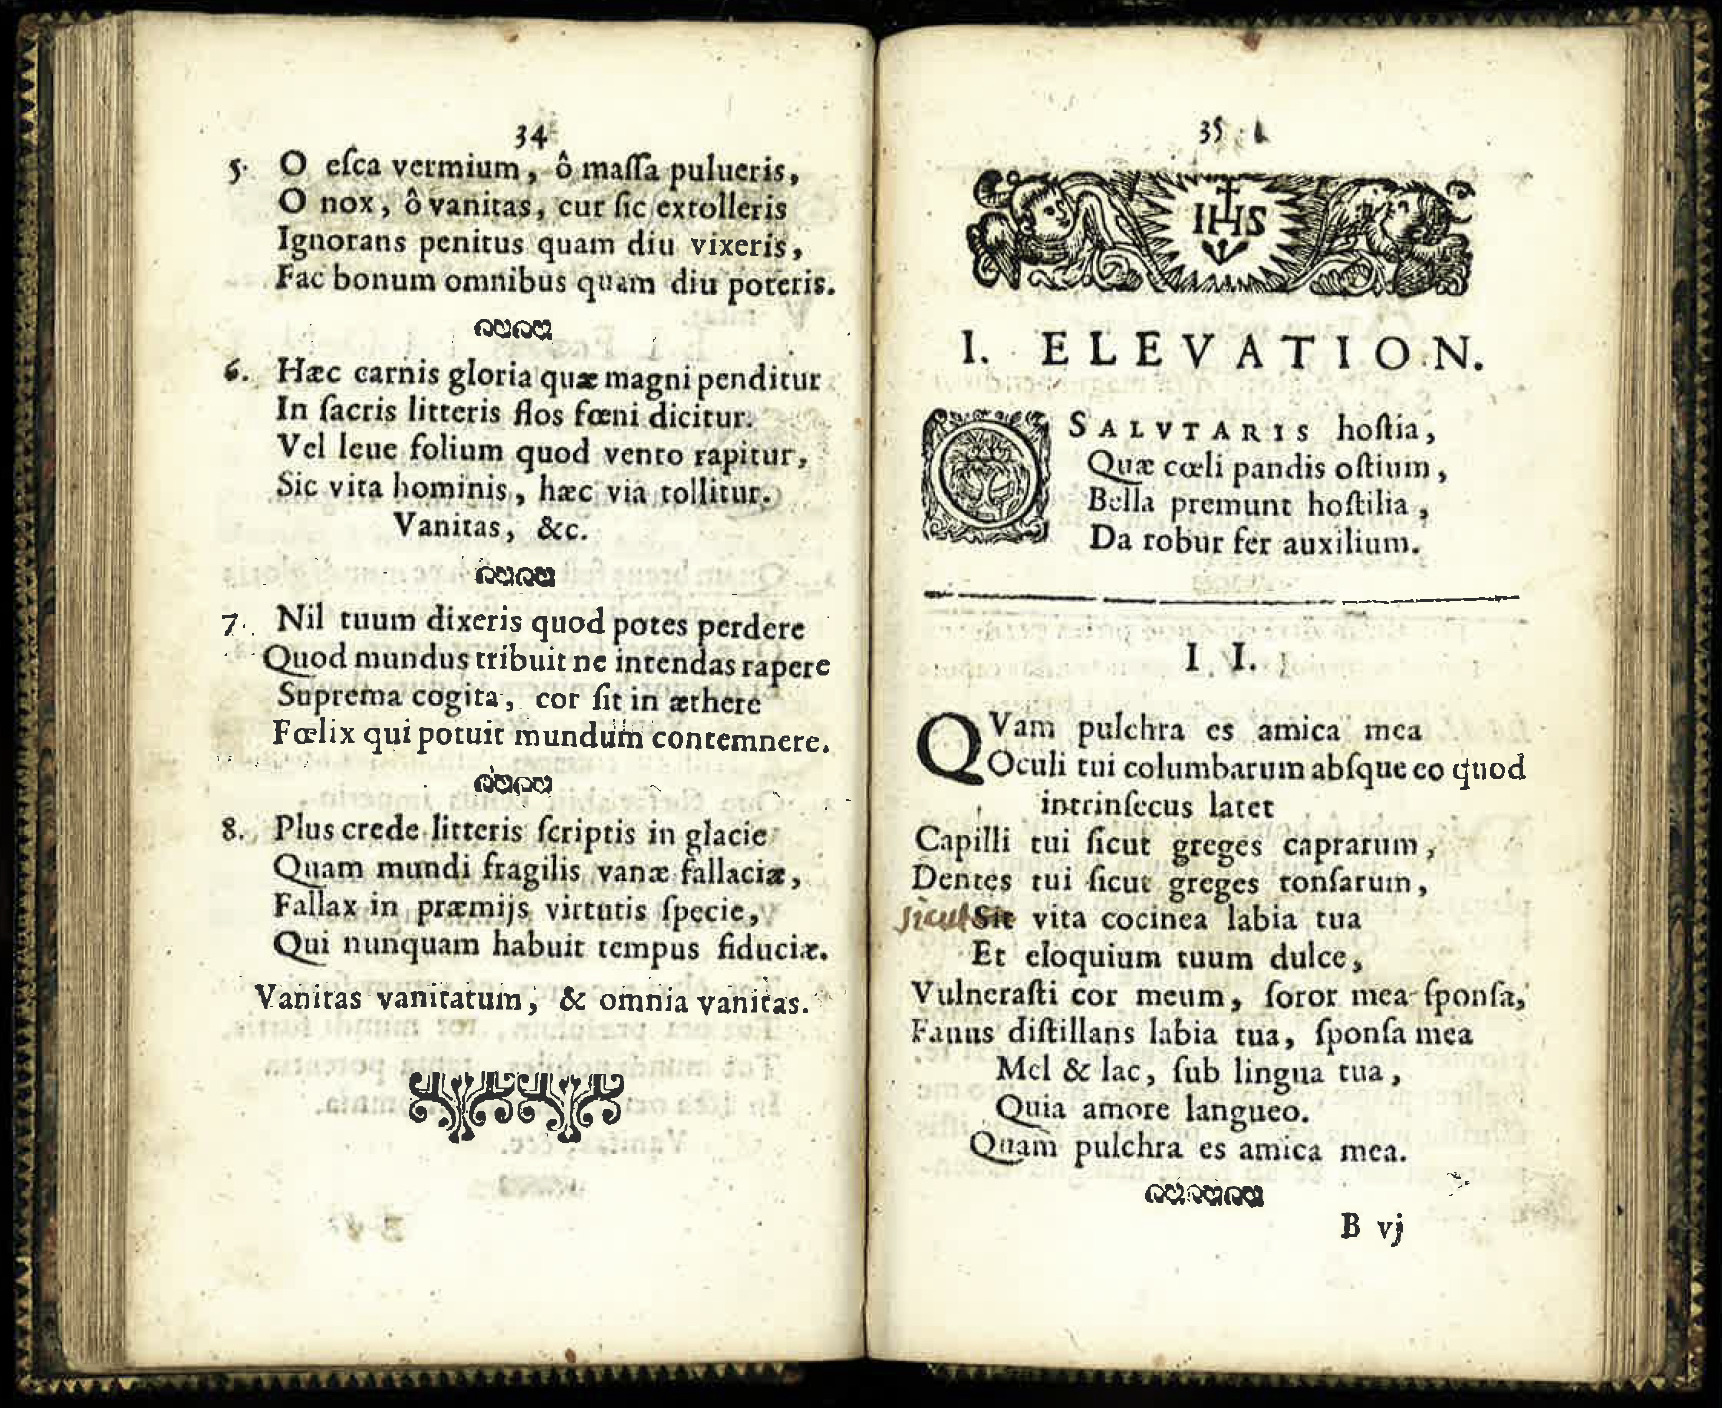 34
5. O eſca vermium, ô maſſa pulueris,
O nox, ô vanitas, cur ſic extolleris
Ignorans penitus quam diu vixeris,
Fac bonum omnibus quam diu poteris.
6. Hæc carnis gloria quæ magni penditur
In ſacris litteris flos fœni dicitur.
Vel leue folium quod vento rapitur,
Sic vita hominis, hæc via tollitur.
Vanitas, &c.
7. Nil tuum dixeris quod potes perdere
Quod mundus tribuit ne intendas rapere
Suprema cogita, cor ſit in æthere
Fœlix qui potuit mundum contemnere.
8. Plus crede litteris ſcriptis in glacie
Quam mundi fragilis vanæ fallaciæ,
Fallax in præmijs virtutis ſpecie,
Qui nunquam habuit tempus fiduciæ.
Vanitas vanitatum, & omnia vanitas.
35
IHS
I. ELEVATION.
O SALVTARIS hoſtia,
Quæ cœli pandis oſtium,
Bella premunt hoſtilia,
Da robur fer auxilium.
II.
QVam pulchra es amica mea
Oculi tui columbarum abſque eo quod
intrinſecus latet
Capilli tui ſicut greges caprarum,
Dentes tui ſicut greges tonſarum,
sicut Sit vita cocinea labia tua
Et eloquium tuum dulce,
Vulneraſti cor meum, ſoror mea ſponſa,
Fauus diſtillans labia tua, ſponſa mea
Mel & lac, ſub lingua tua,
Quia amore langueo.
Quam pulchra es amica mea.
B vj